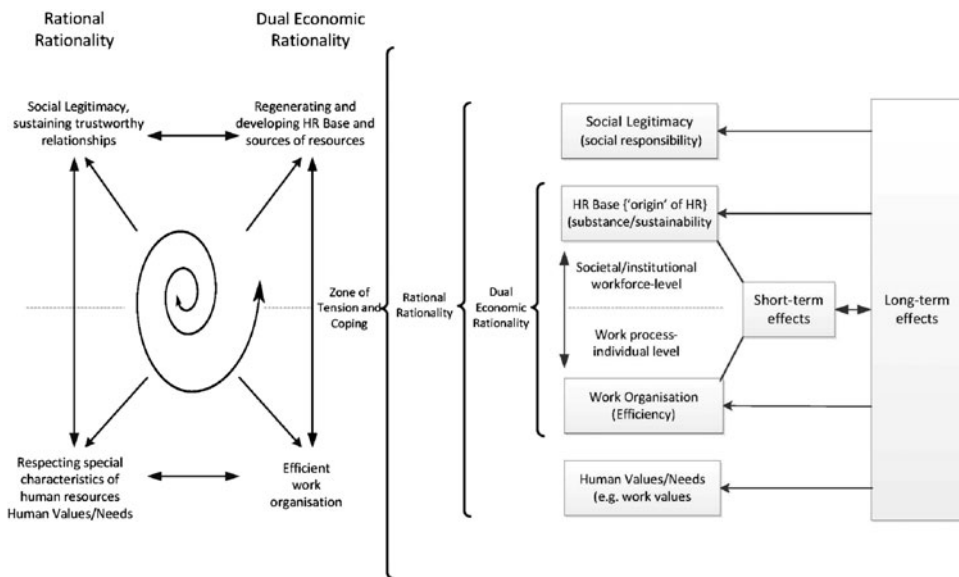 Rational
Rationality
Dual Economic
Rationality
Social Legitimacy,
sustaining trustworthy
relationships
Regenerating and
developing HR Base and
sources of resources
Respecting special
characteristics of
human resources
Human Values/Needs
Efficient
work
organisation
Zone of
Tension and
Coping
Rational
Rationality
Dual
Economic
Rationality
Social Legitimacy
(social responsibility)
HR Base {'origin' of HR}
(substance/sustainability
Societal/institutional
workforce-level
Work process-
individual level
Work Organisation
(Efficiency)
Human Values/Needs
(e.g. work values
Short-term
effects
Long-term
effects